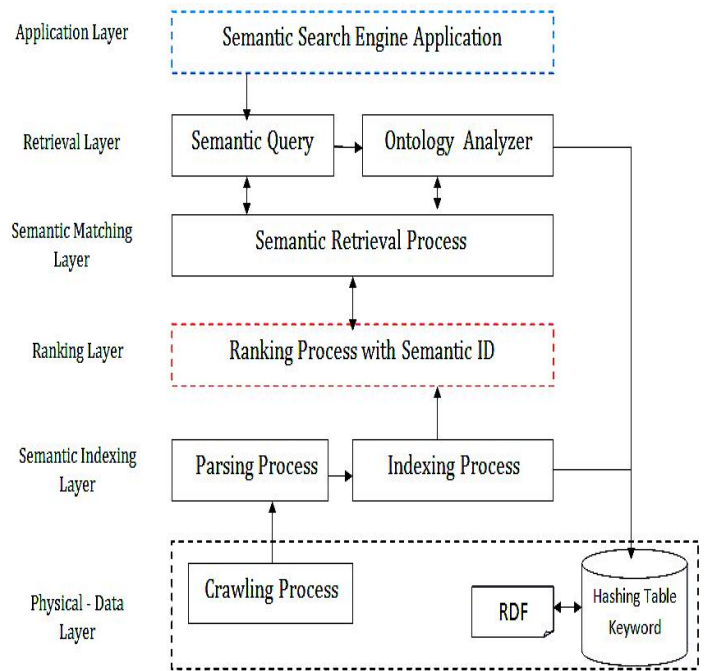 Application Layer
Semantic Search Engine Application
Retrieval Layer
Semantic Query
Ontology Analyzer
Semantic Matching
Layer
Semantic Retrieval Process
Ranking Layer
Ranking Process with Semantic ID
Semantic Indexing
Layer
Parsing Process
Indexing Process
Physical - Data
Layer
Crawling Process
RDF
Hashing Table
Keyword